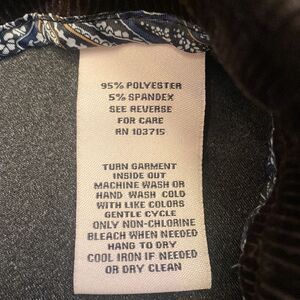 95% POLYESTER
5% SPANDEX
SEE REVERSE
FOR CARE
RN 103715
TURN GARMENT
INSIDE OUT
MACHINE WASH OR
HAND WASH COLD
WITH LIKE COLORS
GENTLE CYCLE
ONLY NON-CHLORINE
BLEACH WHEN NEEDED
HANG TO DRY
COOL IRON IF NEEDED
OR DRY CLEAN